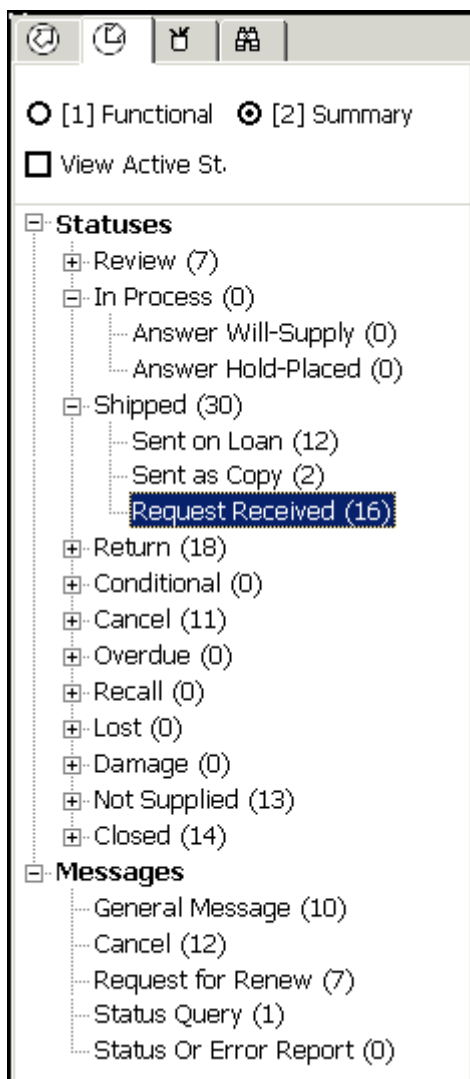 [1] Functional [2] Summary
View Active St.
Statuses
Review (7)
In Process (0)
Answer Will-Supply (0)
Answer Hold-Placed (0)
Shipped (30)
Sent on Loan (12)
Sent as Copy (2)
Request Received (16)
Return (18)
Conditional (0)
Cancel (11)
Overdue (0)
Recall (0)
Lost (0)
Damage (0)
Not Supplied (13)
Closed (14)
Messages
General Message (10)
Cancel (12)
Request for Renew (7)
Status Query (1)
Status Or Error Report (0)